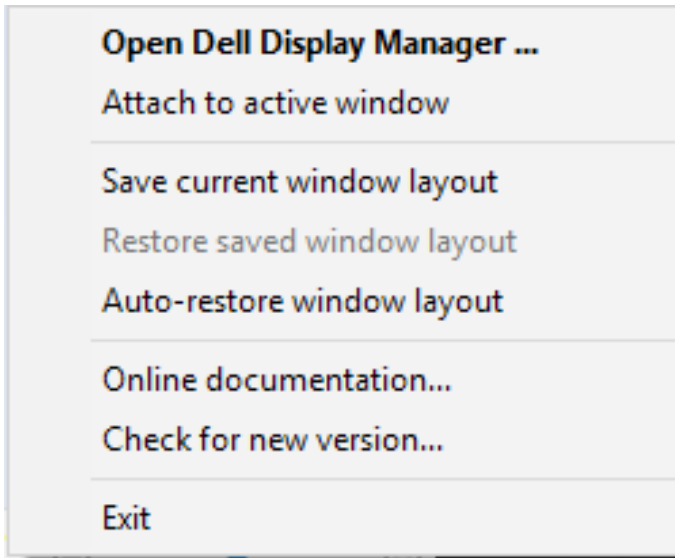 Open Dell Display Manager ...
Attach to active window
Save current window layout
Restore saved window layout
Auto-restore window layout
Online documentation...
Check for new version...
Exit